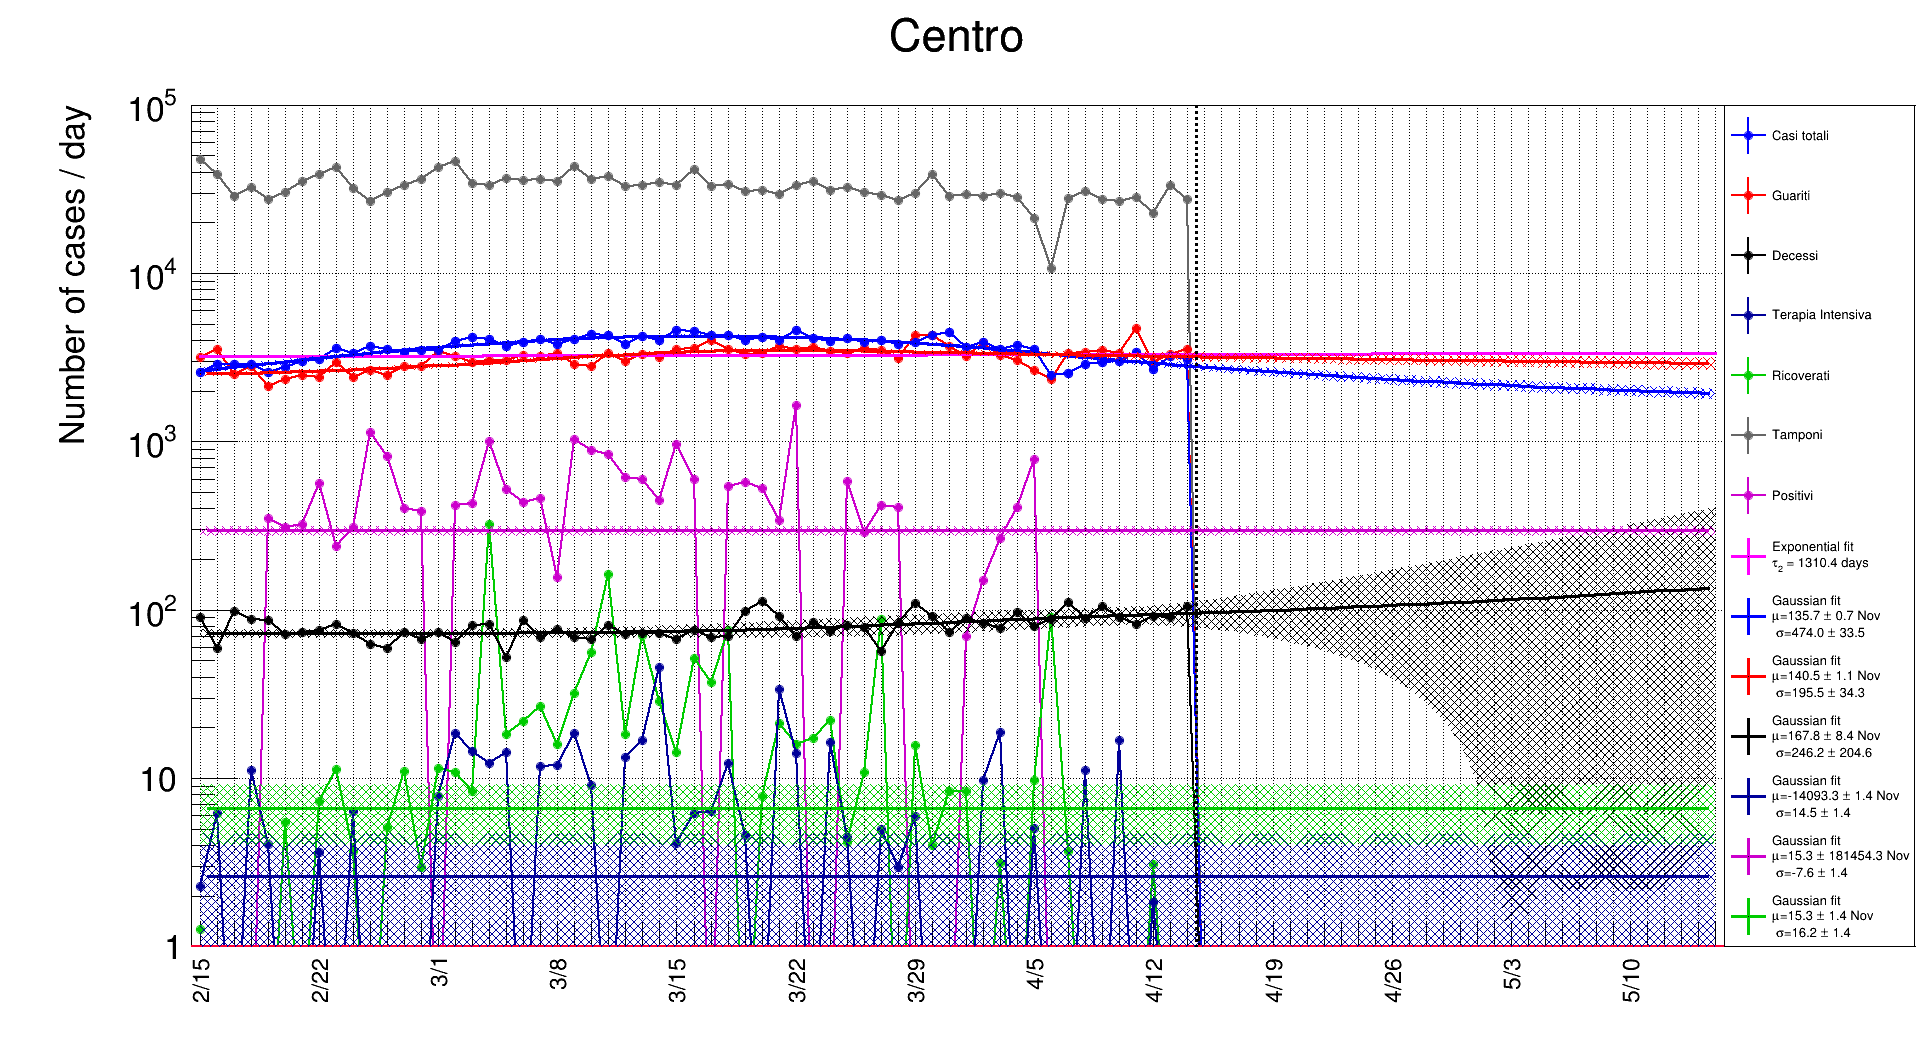 Centro
Number of cases / day
10^5
10^4
10^3
10^2
10
1
2/15
2/22
3/1
3/8
3/15
3/22
3/29
4/5
4/12
4/19
4/26
5/3
5/10
Casi totali
Guariti
Decessi
Terapia Intensiva
Ricoverati
Tamponi
Positivi
Exponential fit
τ_2 = 1310.4 days
Gaussian fit
μ=135.7 ± 0.7 Nov
σ=474.0 ± 33.5
Gaussian fit
μ=140.5 ± 1.1 Nov
σ=195.5 ± 34.3
Gaussian fit
μ=167.8 ± 8.4 Nov
σ=246.2 ± 204.6
Gaussian fit
μ=-14093.3 ± 1.4 Nov
σ=14.5 ± 1.4
Gaussian fit
μ=15.3 ± 181454.3 Nov
σ=-7.6 ± 1.4
Gaussian fit
μ=15.3 ± 1.4 Nov
σ=16.2 ± 1.4